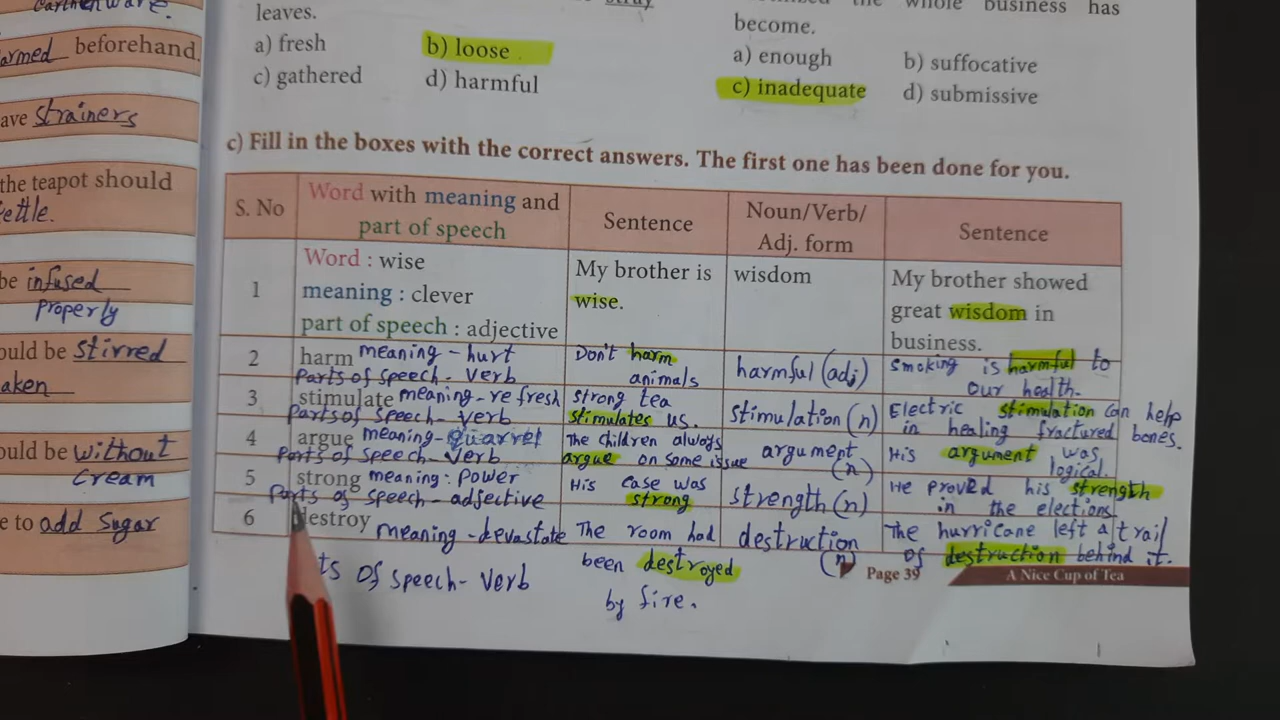 earthenware.
armed beforehand.
ave strainers
the teapot should
ettle.
be infused
properly
ould be stirred
aken
ould be without
cream
e to add sugar
stray
leaves.
a) fresh b) loose
c) gathered d) harmful
the whole business has
become.
a) enough b) suffocative
c) inadequate d) submissive
c) Fill in the boxes with the correct answers. The first one has been done for you.
S. No
Word with meaning and
part of speech
Sentence
Noun/Verb/
Adj. form
Sentence
1
Word : wise
meaning : clever
part of speech : adjective
My brother is
wise.
wisdom
My brother showed
great wisdom in
business.
2
harm meaning - hurt
Parts of speech - verb
Don't harm
animals
harmful (adj)
smoking is harmful to
our health.
3
stimulate meaning - refresh
Parts of speech - verb
strong tea
stimulates us.
stimulation (n)
Electric stimulation can help
in healing fractured bones.
4
argue meaning - quarrel
Parts of speech - verb
The children always
argue on some issue
argument
(n)
His argument was
logical.
5
strong meaning : power
Parts of speech - adjective
His case was
strong
strength (n)
He proved his strength
in the elections
6
destroy meaning - devastate
ts of speech - verb
The room had
been destroyed
by fire.
destruction
(n)
The hurricane left a trail
of destruction behind it.
Page 39
A Nice Cup of Tea